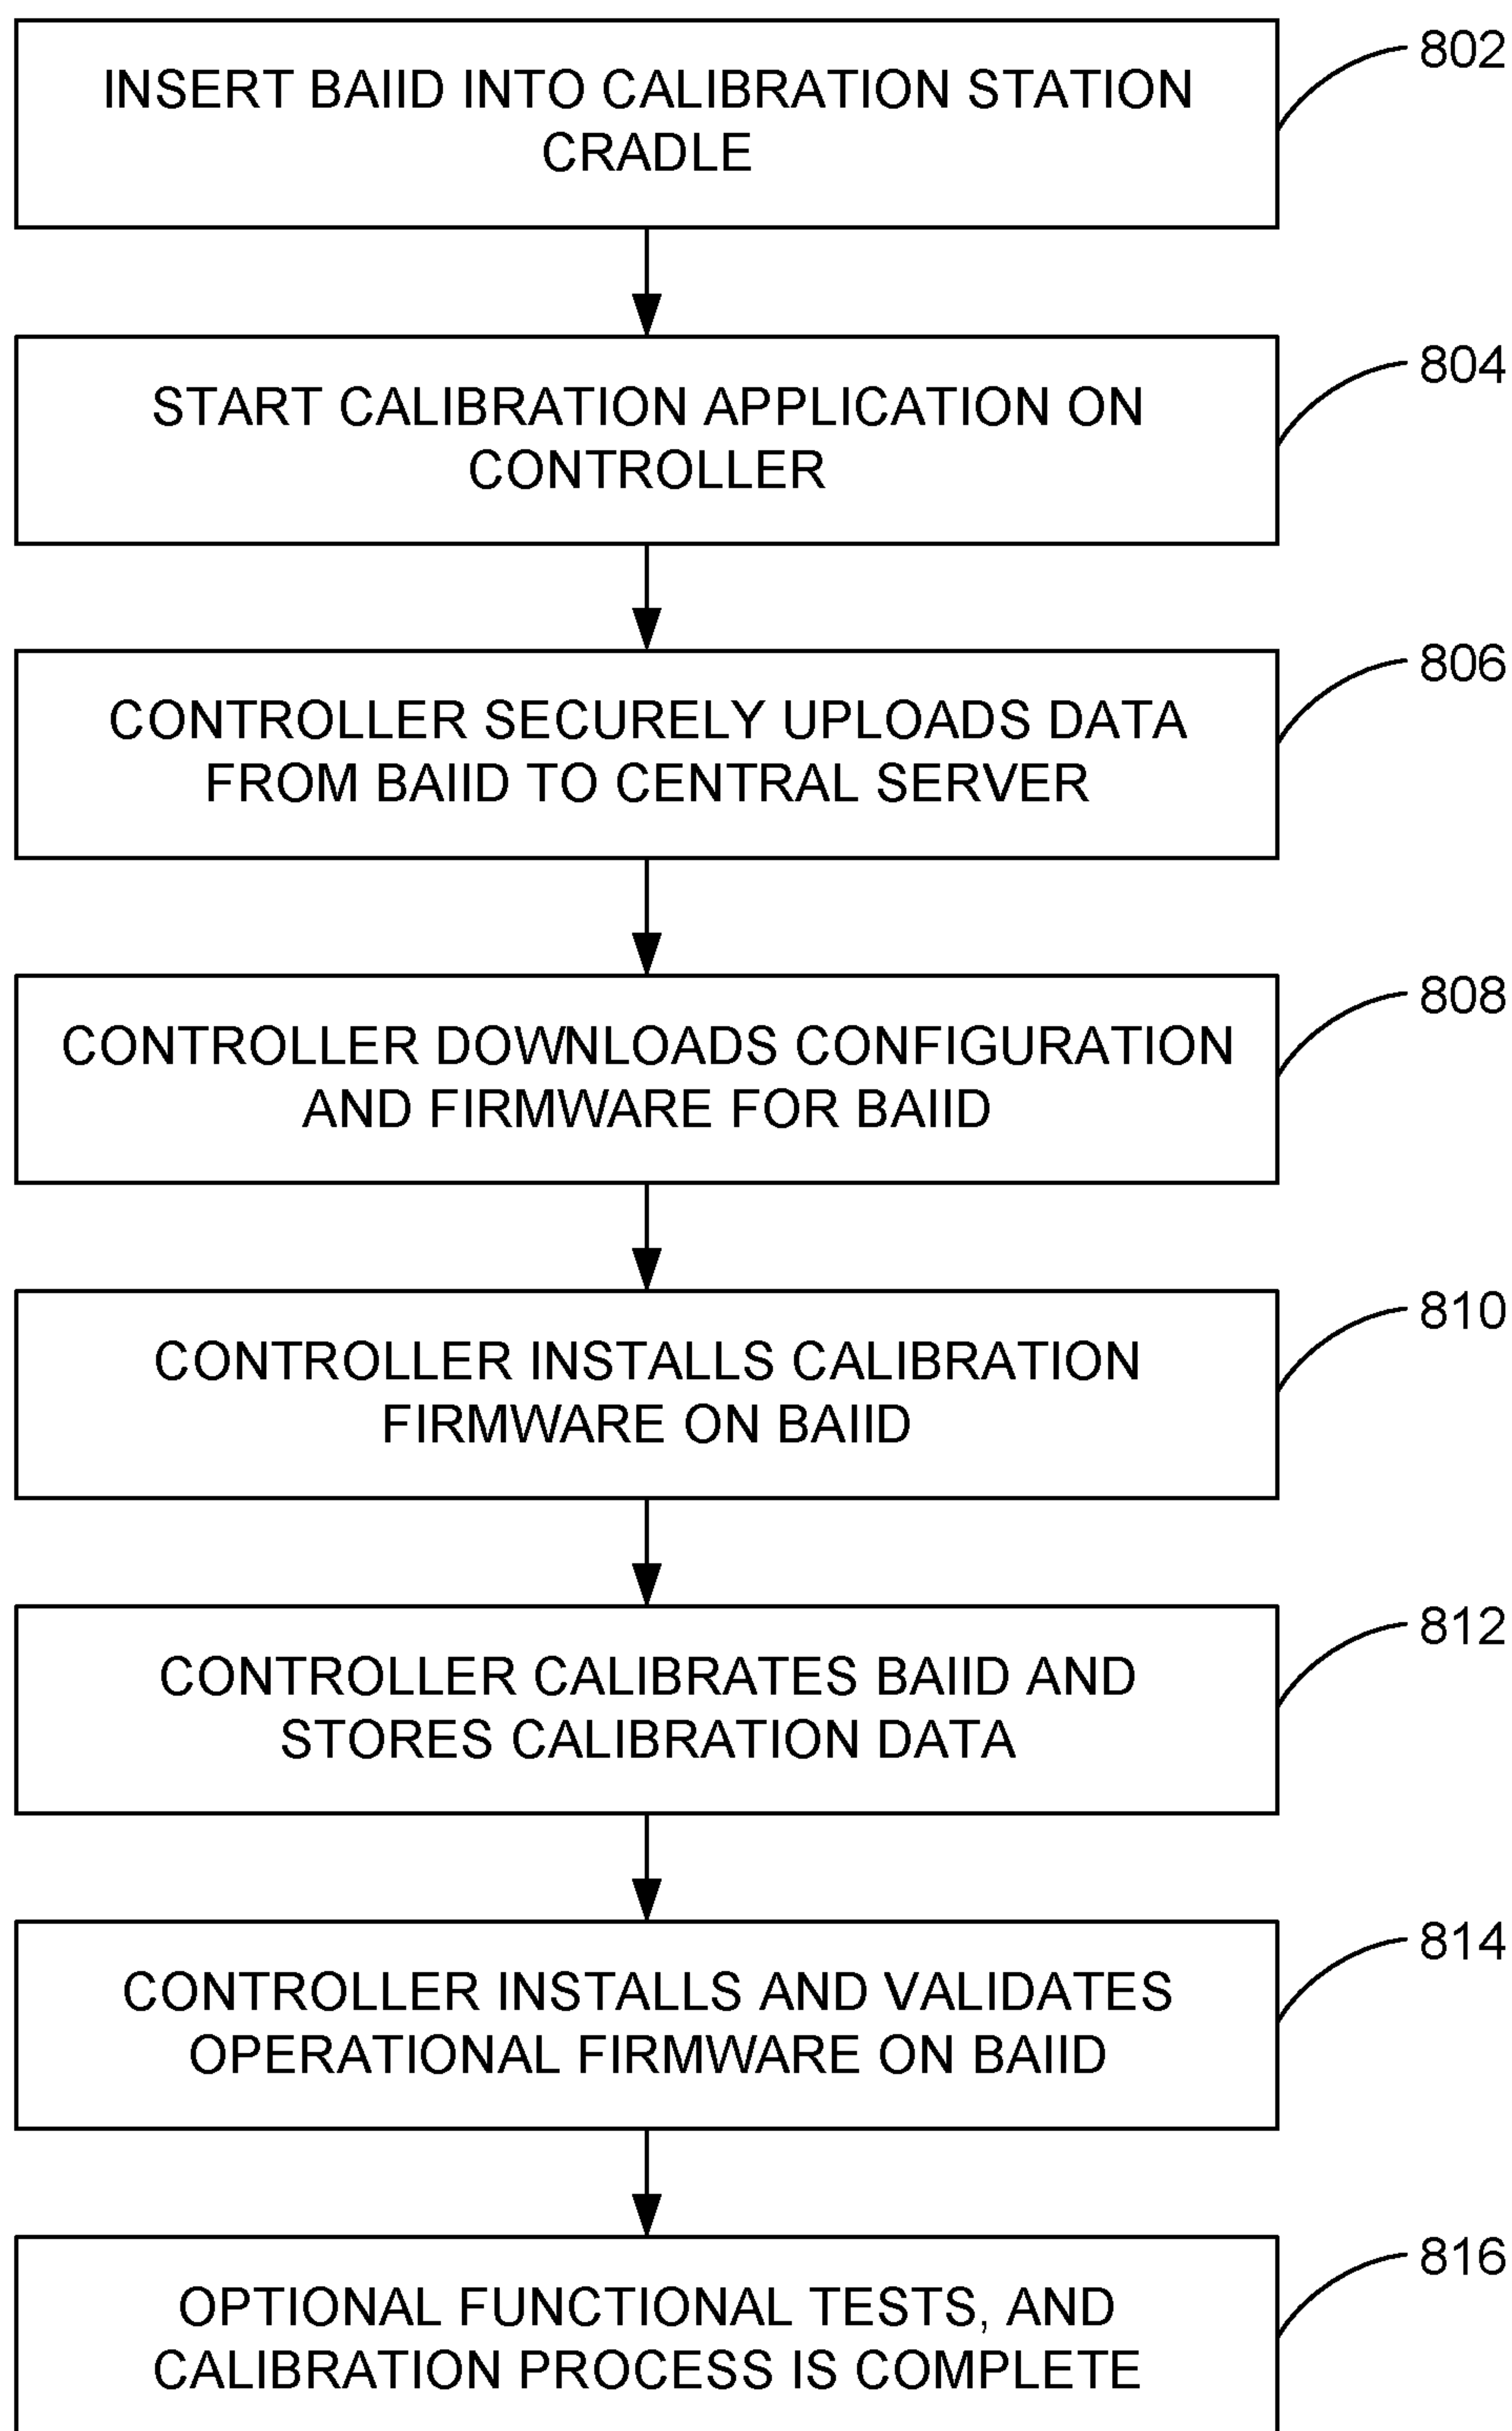 INSERT BAIID INTO CALIBRATION STATION
CRADLE
802
START CALIBRATION APPLICATION ON
CONTROLLER
804
CONTROLLER SECURELY UPLOADS DATA
FROM BAIID TO CENTRAL SERVER
806
CONTROLLER DOWNLOADS CONFIGURATION
AND FIRMWARE FOR BAIID
808
CONTROLLER INSTALLS CALIBRATION
FIRMWARE ON BAIID
810
CONTROLLER CALIBRATES BAIID AND
STORES CALIBRATION DATA
812
CONTROLLER INSTALLS AND VALIDATES
OPERATIONAL FIRMWARE ON BAIID
814
OPTIONAL FUNCTIONAL TESTS, AND
CALIBRATION PROCESS IS COMPLETE
816